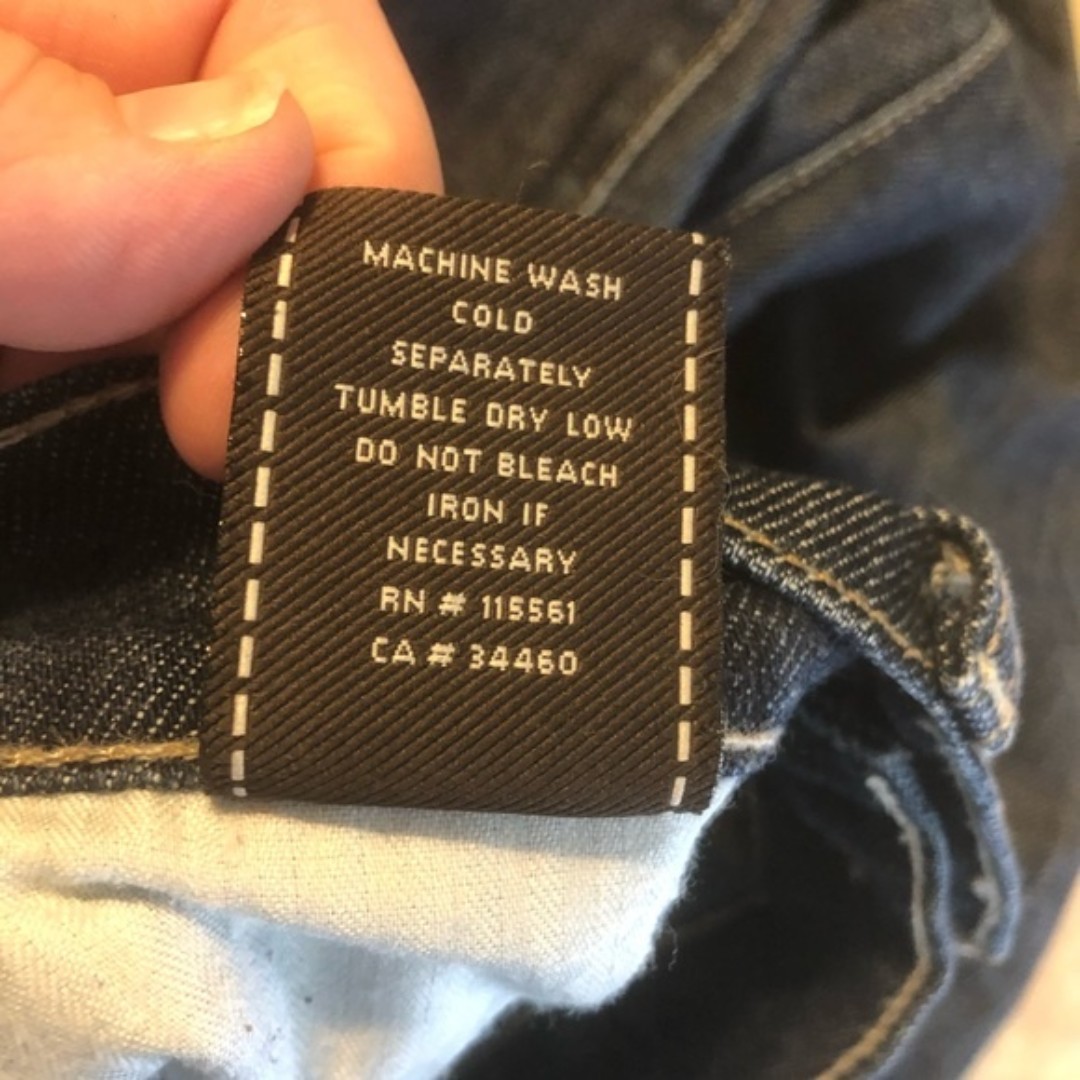 MACHINE WASH
COLD
SEPARATELY
TUMBLE DRY LOW
DO NOT BLEACH
IRON IF
NECESSARY
RN # 115561
CA # 34460